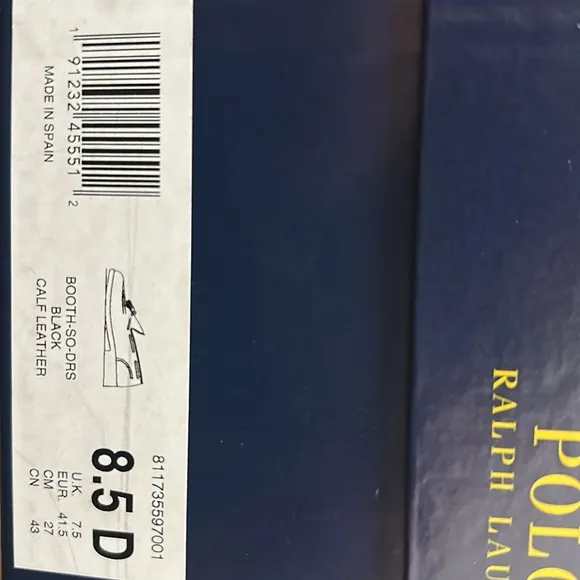 1 91232 45551 2
MADE IN SPAIN
BOOTH-SO-DRS
BLACK
CALF LEATHER
811735597001
8.5 D
U.K. 7.5
EUR. 41.5
CM 27
CN 43
POLO
RALPH LAU